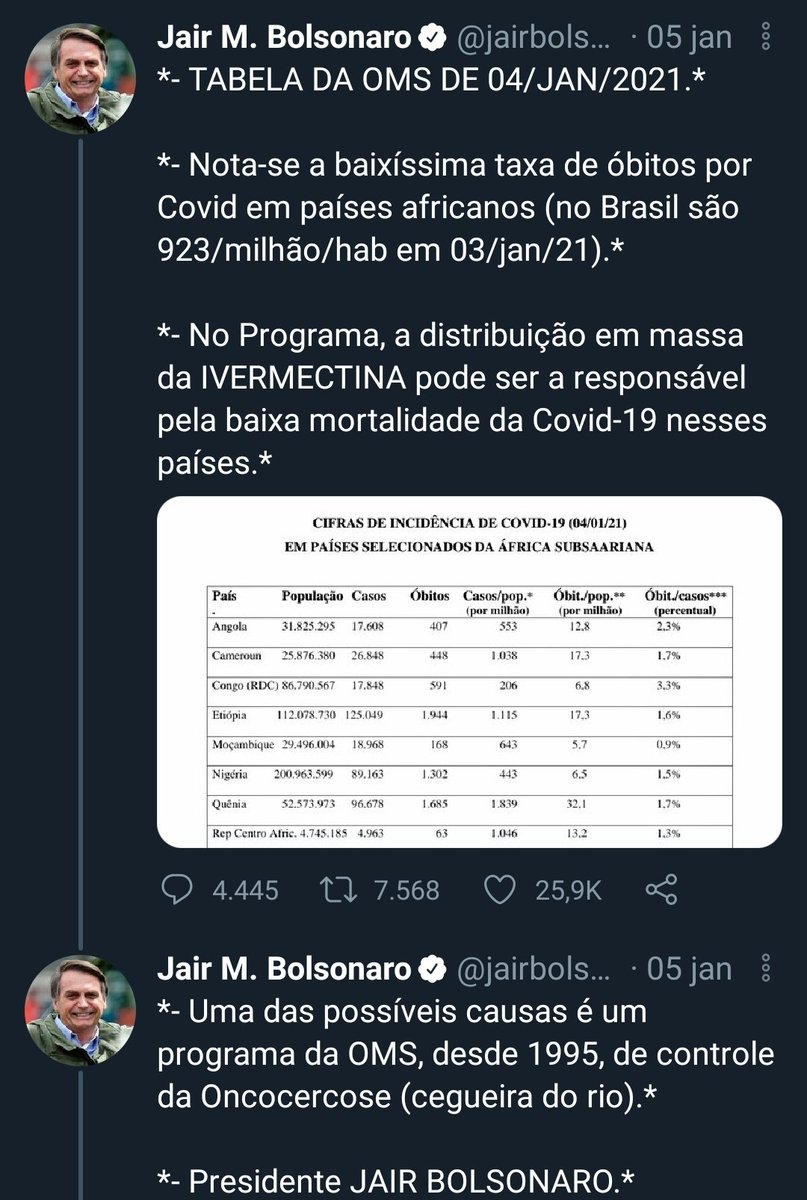 Jair M. Bolsonaro @jairbols... · 05 jan
*- TABELA DA OMS DE 04/JAN/2021.*
*- Nota-se a baixíssima taxa de óbitos por
Covid em países africanos (no Brasil são
923/milhão/hab em 03/jan/21).*
*- No Programa, a distribuição em massa
da IVERMECTINA pode ser a responsável
pela baixa mortalidade da Covid-19 nesses
países.*
CIFRAS DE INCIDÊNCIA DE COVID-19 (04/01/21)
EM PAÍSES SELECIONADOS DA ÁFRICA SUBSAARIANA
País População Casos Óbitos Casos/pop.* Óbit./pop.** Óbit./casos***
. (por milhão) (por milhão) (percentual)
Angola 31.825.295 17.608 407 553 12,8 2,3%
Cameroun 25.876.380 26.848 448 1.038 17,3 1,7%
Congo (RDC) 86.790.567 17.848 591 206 6,8 3,3%
Etiópia 112.078.730 125.049 1.944 1.115 17,3 1,6%
Moçambique 29.496.004 18.968 168 643 5,7 0,9%
Nigéria 200.963.599 89.163 1.302 443 6,5 1,5%
Quênia 52.573.973 96.678 1.685 1.839 32,1 1,7%
Rep Centro Afric. 4.745.185 4,963 63 1.046 13,2 1,3%
4.445 7.568 25,9K
Jair M. Bolsonaro @jairbols... · 05 jan
*- Uma das possíveis causas é um
programa da OMS, desde 1995, de controle
da Oncocercose (cegueira do rio).*
*- Presidente JAIR BOLSONARO.*